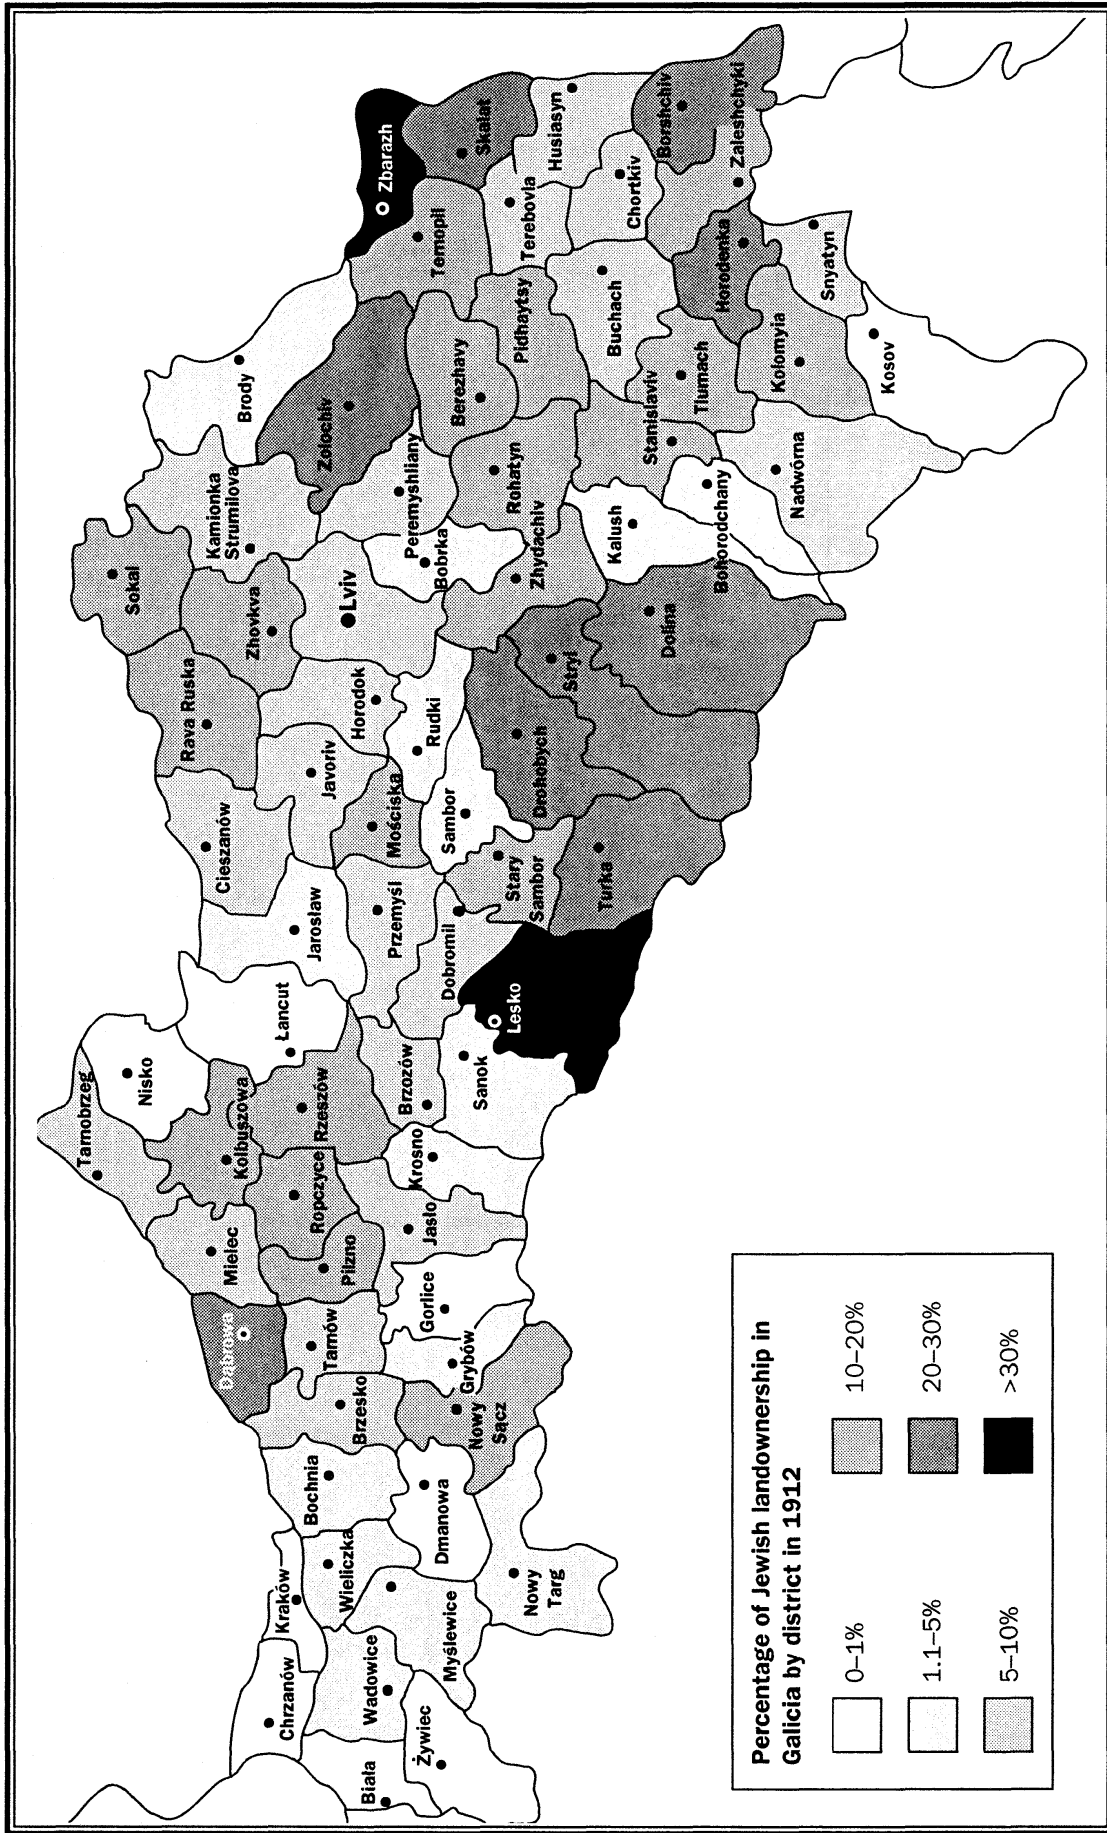 Tarnobrzeg
Nisko
Mielec
Kolbuszowa
Łancut
Dąbrowa
Tarnów
Pilzno
Ropczyce
Rzeszów
Jarosław
Cieszanów
Rava Ruska
Sokal
Zhovkva
Kamionka
Strumilova
Brody
Kraków
Chrzanów
Bochnia
Brzesko
Wieliczka
Wadowice
Biała
Żywiec
Myślewice
Dmanowa
Nowy
Targ
Nowy
Sącz
Grybów
Gorlice
Jasło
Krosno
Brzozów
Sanok
Przemyśl
Dobromil
Lesko
Javoriv
Mościska
Horodok
Lviv
Rudki
Sambor
Stary
Sambor
Turka
Drohobych
Stryl
Dolina
Bobrka
Peremyshliany
Zolochiv
Zbarazh
Ternopil
Skalat
Berezhavy
Pidhaytsy
Terebovla
Husiasyn
Rohatyn
Zhydachiv
Kalush
Bohorodchany
Stanislaviv
Buchach
Chortkiv
Borshchiv
Zaleshchyki
Tlumach
Horodenka
Nadwórna
Kołomyia
Snyatyn
Kosov
Percentage of Jewish landownership in
Galicia by district in 1912
0–1%
1.1–5%
5–10%
10–20%
20–30%
>30%